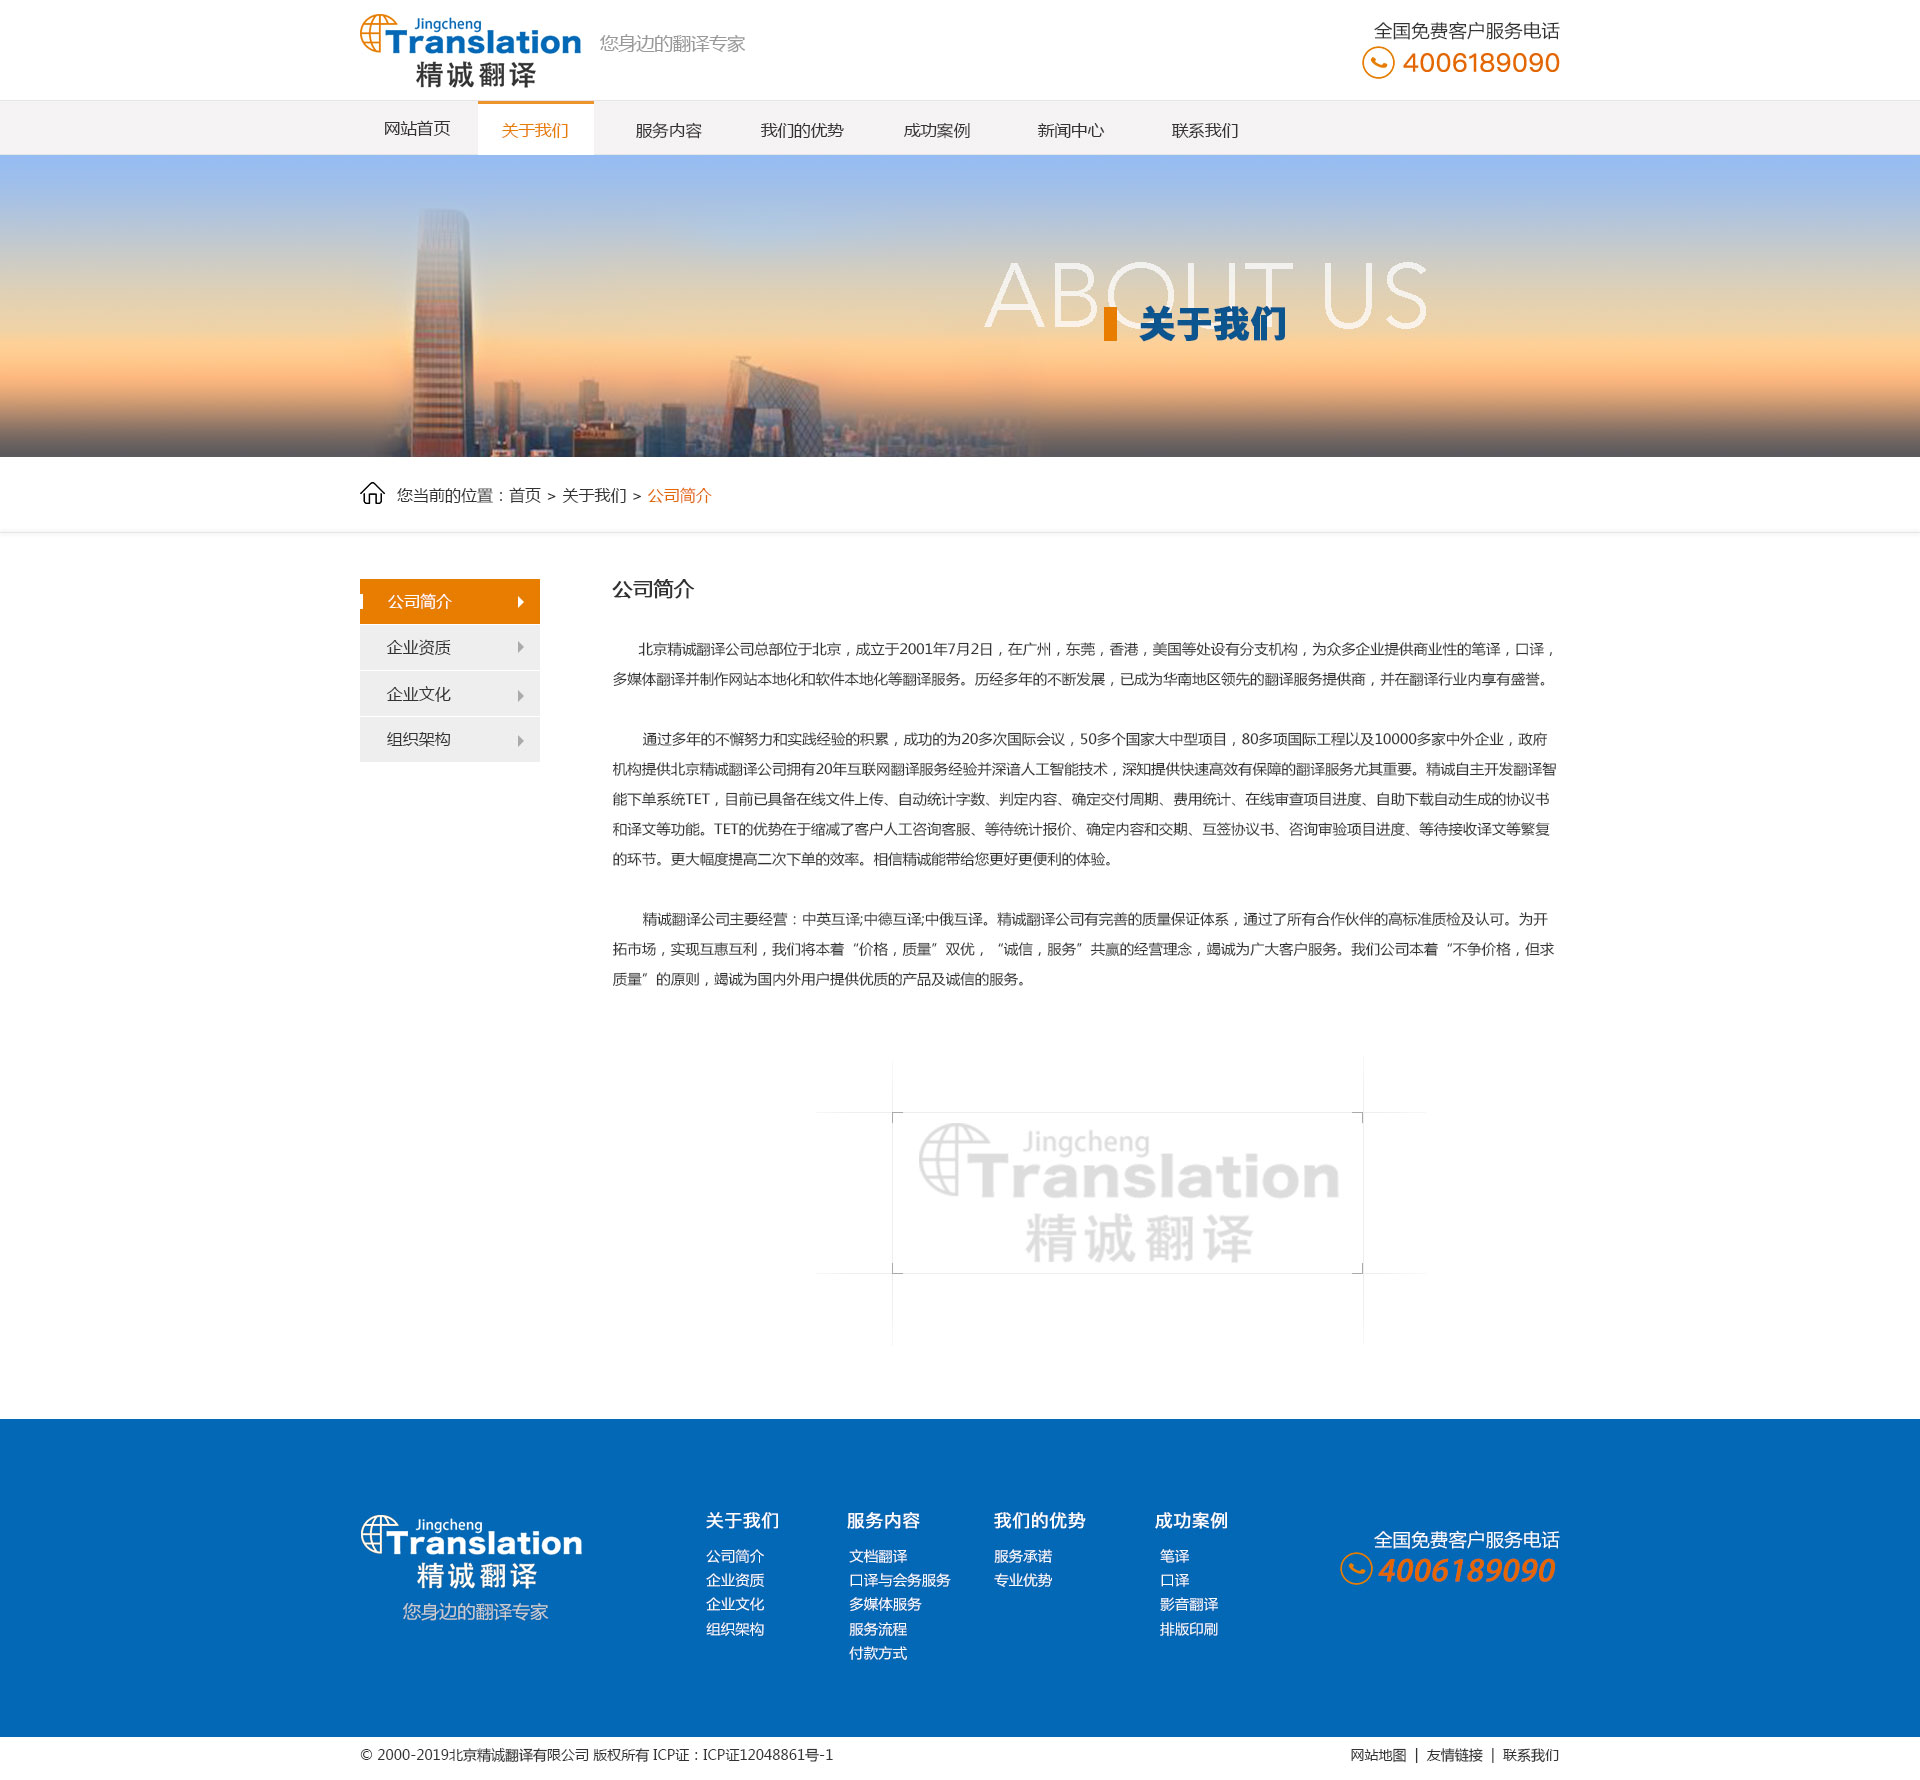 Jingcheng
Translation
精诚翻译
您身边的翻译专家
全国免费客户服务电话
4006189090
网站首页
关于我们
服务内容
我们的优势
成功案例
新闻中心
联系我们
ABOUT US
关于我们
您当前的位置：首页 > 关于我们 > 公司简介
公司简介
企业资质
企业文化
组织架构
公司简介
北京精诚翻译公司总部位于北京，成立于2001年7月2日，在广州，东莞，香港，美国等处设有分支机构，为众多企业提供商业性的笔译，口译，
多媒体翻译并制作网站本地化和软件本地化等翻译服务。历经多年的不断发展，已成为华南地区领先的翻译服务提供商，并在翻译行业内享有盛誉。
通过多年的不懈努力和实践经验的积累，成功的为20多次国际会议，50多个国家大中型项目，80多项国际工程以及10000多家中外企业，政府
机构提供北京精诚翻译公司拥有20年互联网翻译服务经验并深谙人工智能技术，深知提供快速高效有保障的翻译服务尤其重要。精诚自主开发翻译智
能下单系统TET，目前已具备在线文件上传、自动统计字数、判定内容、确定交付周期、费用统计、在线审查项目进度、自助下载自动生成的协议书
和译文等功能。TET的优势在于缩减了客户人工咨询客服、等待统计报价、确定内容和交期、互签协议书、咨询审验项目进度、等待接收译文等繁复
的环节。更大幅度提高二次下单的效率。相信精诚能带给您更好更便利的体验。
精诚翻译公司主要经营：中英互译;中德互译;中俄互译。精诚翻译公司有完善的质量保证体系，通过了所有合作伙伴的高标准质检及认可。为开
拓市场，实现互惠互利，我们将本着“价格，质量”双优，“诚信，服务”共赢的经营理念，竭诚为广大客户服务。我们公司本着“不争价格，但求
质量”的原则，竭诚为国内外用户提供优质的产品及诚信的服务。
Jingcheng
Translation
精诚翻译
Jingcheng
Translation
精诚翻译
您身边的翻译专家
关于我们
公司简介
企业资质
企业文化
组织架构
服务内容
文档翻译
口译与会务服务
多媒体服务
服务流程
付款方式
我们的优势
服务承诺
专业优势
成功案例
笔译
口译
影音翻译
排版印刷
全国免费客户服务电话
4006189090
© 2000-2019北京精诚翻译有限公司 版权所有 ICP证：ICP证12048861号-1
网站地图 | 友情链接 | 联系我们